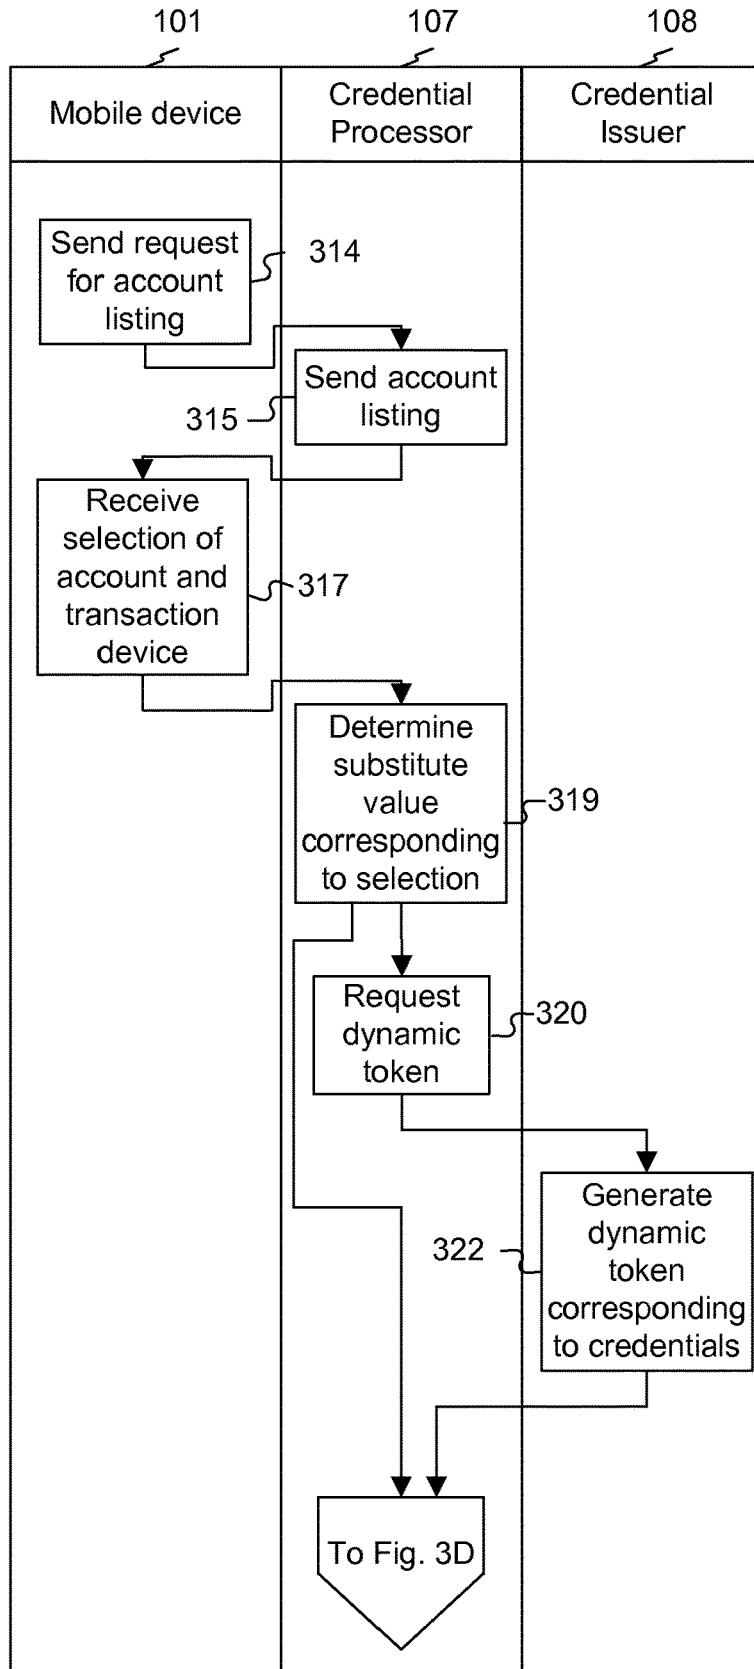 101
107
108
Mobile device
Credential
Processor
Credential
Issuer
Send request
for account
listing
314
Send account
listing
315
Receive
selection of
account and
transaction
device
317
Determine
substitute
value
corresponding
to selection
319
Request
dynamic
token
320
Generate
dynamic
token
corresponding
to credentials
322
To Fig. 3D